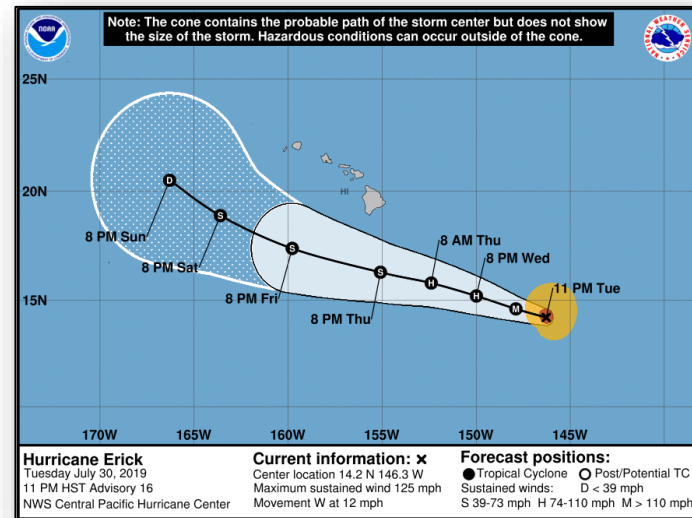 Note: The cone contains the probable path of the storm center but does not show
the size of the storm. Hazardous conditions can occur outside of the cone.
NOAA
NATIONAL WEATHER SERVICE
25N
HI
20N
D
S
8 PM Sun
8 AM Thu
S
8 PM Wed
8 PM Sat
S
H
H
11 PM Tue
8 PM Fri
15N
8 PM Thu
M
170W 165W 160W 155W 150W 145W
Hurricane Erick
Tuesday July 30, 2019
11 PM HST Advisory 16
NWS Central Pacific Hurricane Center
Current information: ×
Center location 14.2 N 146.3 W
Maximum sustained wind 125 mph
Movement W at 12 mph
Forecast positions:
● Tropical Cyclone ○ Post/Potential TC
Sustained winds: D < 39 mph
S 39-73 mph H 74-110 mph M > 110 mph